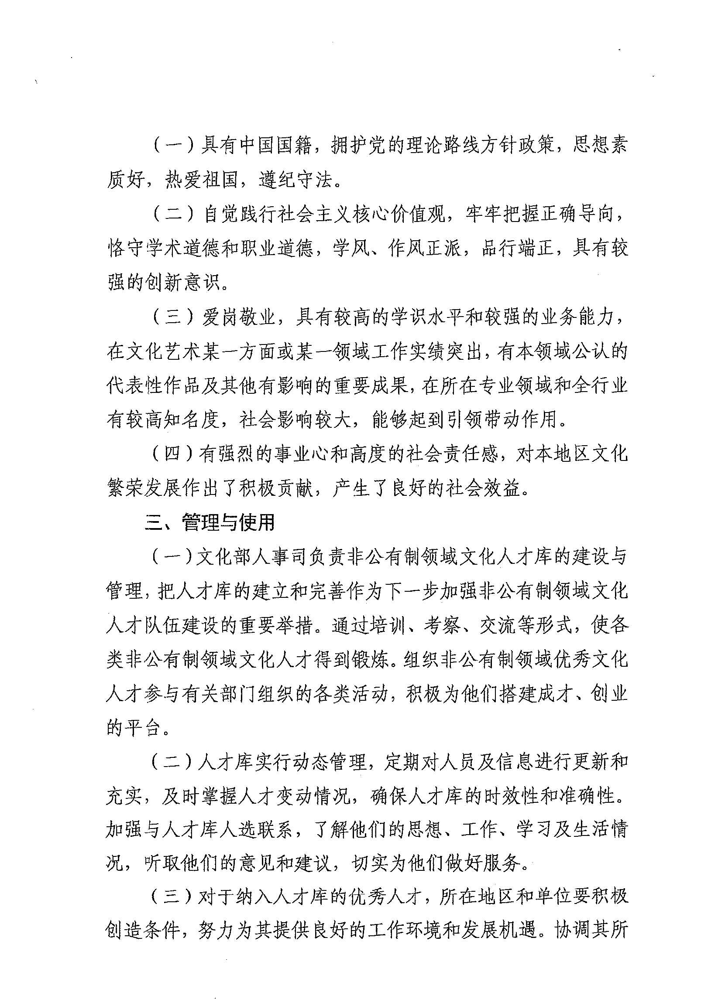 （一）具有中国国籍，拥护党的理论路线方针政策，思想素
质好，热爱祖国，遵纪守法。
（二）自觉践行社会主义核心价值观，牢牢把握正确导向，
恪守学术道德和职业道德，学风、作风正派，品行端正，具有较
强的创新意识。
（三）爱岗敬业，具有较高的学识水平和较强的业务能力，
在文化艺术某一方面或某一领域工作实绩突出，有本领域公认的
代表性作品及其他有影响的重要成果，在所在专业领域和全行业
有较高知名度，社会影响较大，能够起到引领带动作用。
（四）有强烈的事业心和高度的社会责任感，对本地区文化
繁荣发展作出了积极贡献，产生了良好的社会效益。
三、管理与使用
（一）文化部人事司负责非公有制领域文化人才库的建设与
管理，把人才库的建立和完善作为下一步加强非公有制领域文化
人才队伍建设的重要举措。通过培训、考察、交流等形式，使各
类非公有制领域文化人才得到锻炼。组织非公有制领域优秀文化
人才参与有关部门组织的各类活动，积极为他们搭建成才、创业
的平台。
（二）人才库实行动态管理，定期对人员及信息进行更新和
充实，及时掌握人才变动情况，确保人才库的时效性和准确性。
加强与人才库人选联系，了解他们的思想、工作、学习及生活情
况，听取他们的意见和建议，切实为他们做好服务。
（三）对于纳入人才库的优秀人才，所在地区和单位要积极
创造条件，努力为其提供良好的工作环境和发展机遇。协调其所